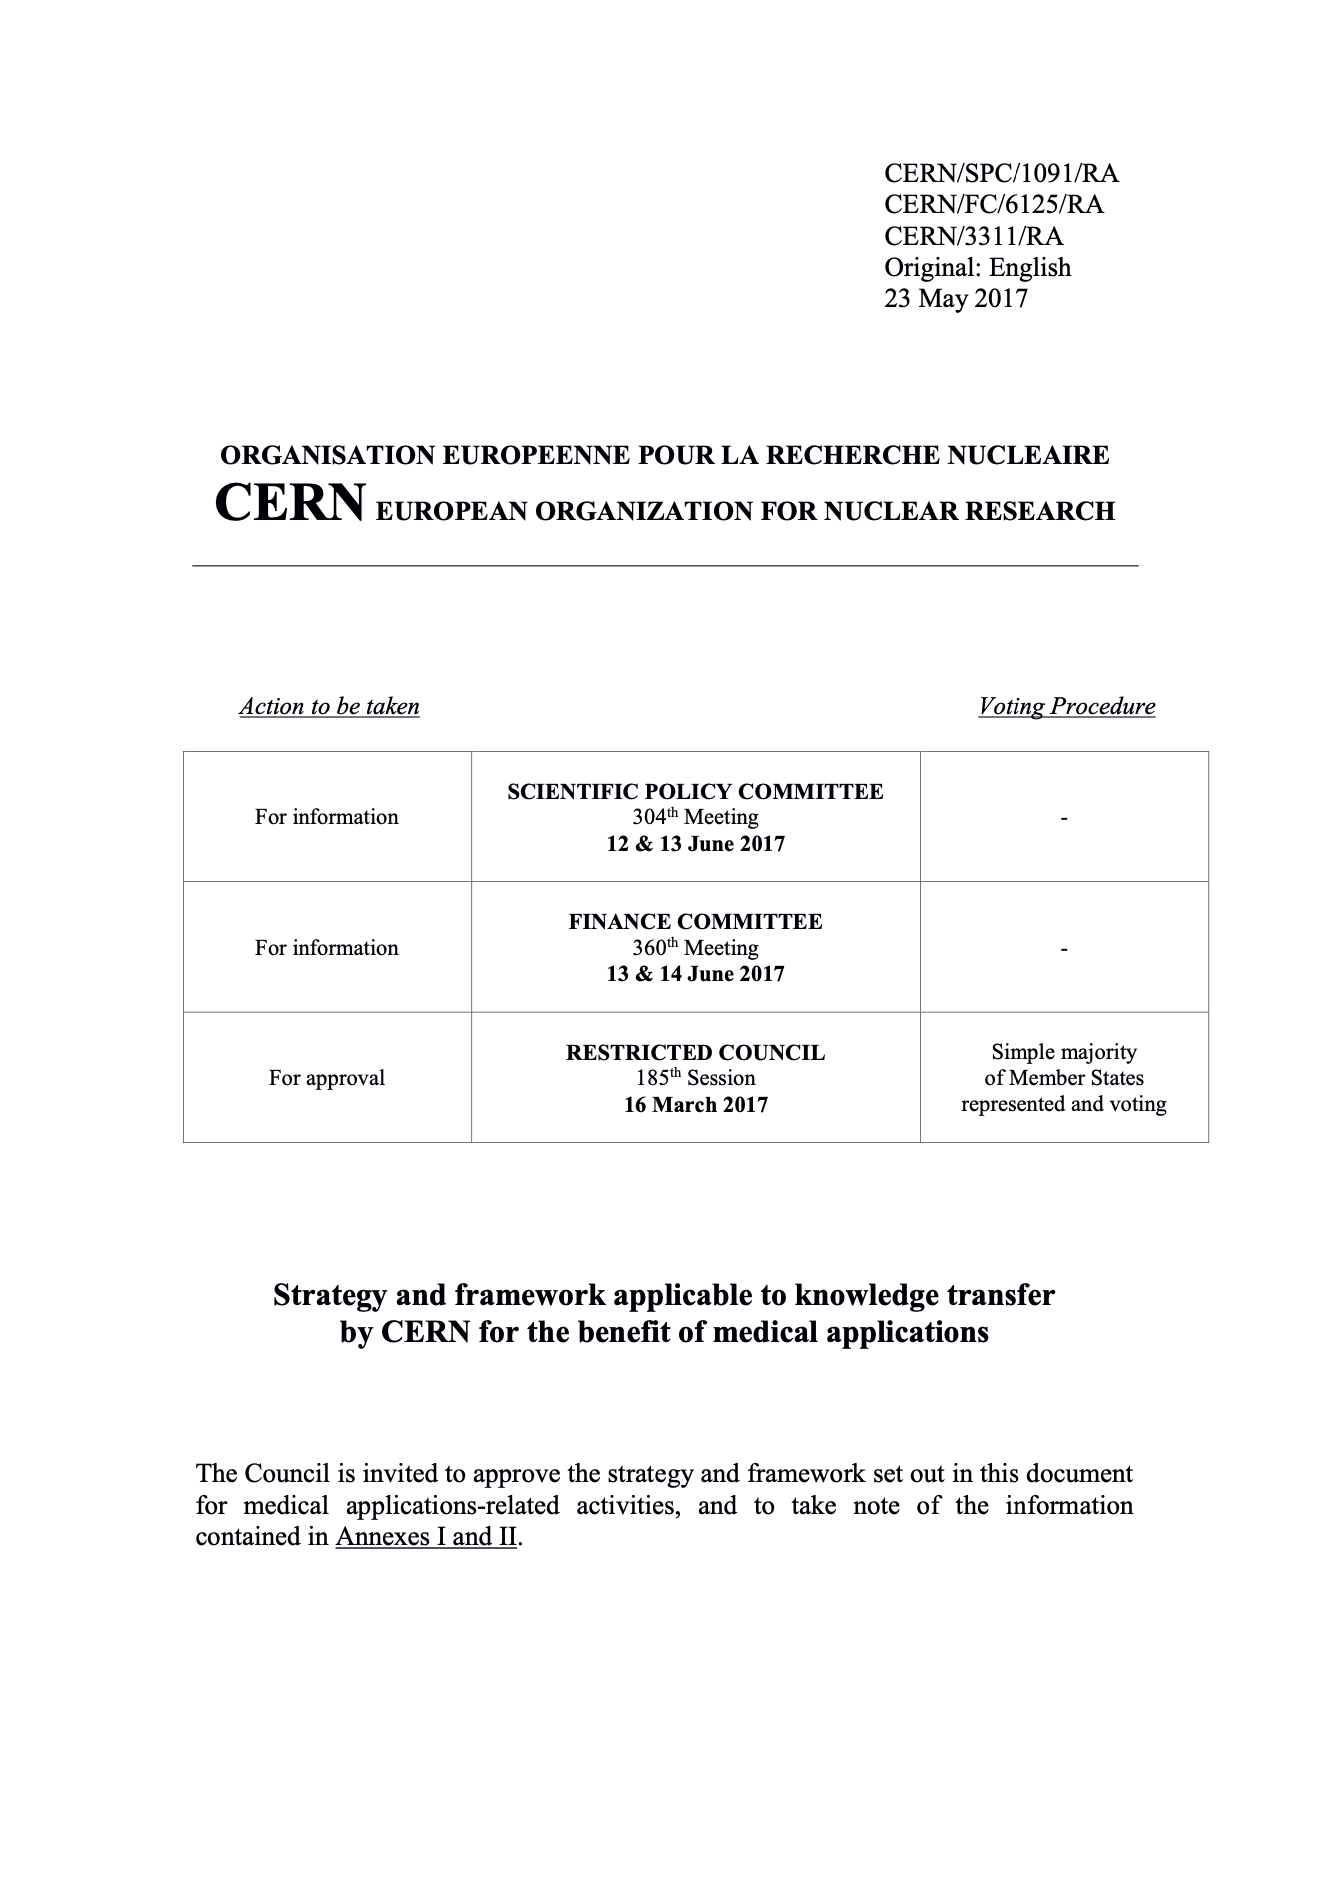 CERN/SPC/1091/RA
CERN/FC/6125/RA
CERN/3311/RA
Original: English
23 May 2017
ORGANISATION EUROPEENNE POUR LA RECHERCHE NUCLEAIRE
CERN EUROPEAN ORGANIZATION FOR NUCLEAR RESEARCH
Action to be taken
Voting Procedure
For information
SCIENTIFIC POLICY COMMITTEE
304th Meeting
12 & 13 June 2017
-
For information
FINANCE COMMITTEE
360th Meeting
13 & 14 June 2017
-
For approval
RESTRICTED COUNCIL
185th Session
16 March 2017
Simple majority
of Member States
represented and voting
Strategy and framework applicable to knowledge transfer
by CERN for the benefit of medical applications
The Council is invited to approve the strategy and framework set out in this document
for medical applications-related activities, and to take note of the information
contained in Annexes I and II.